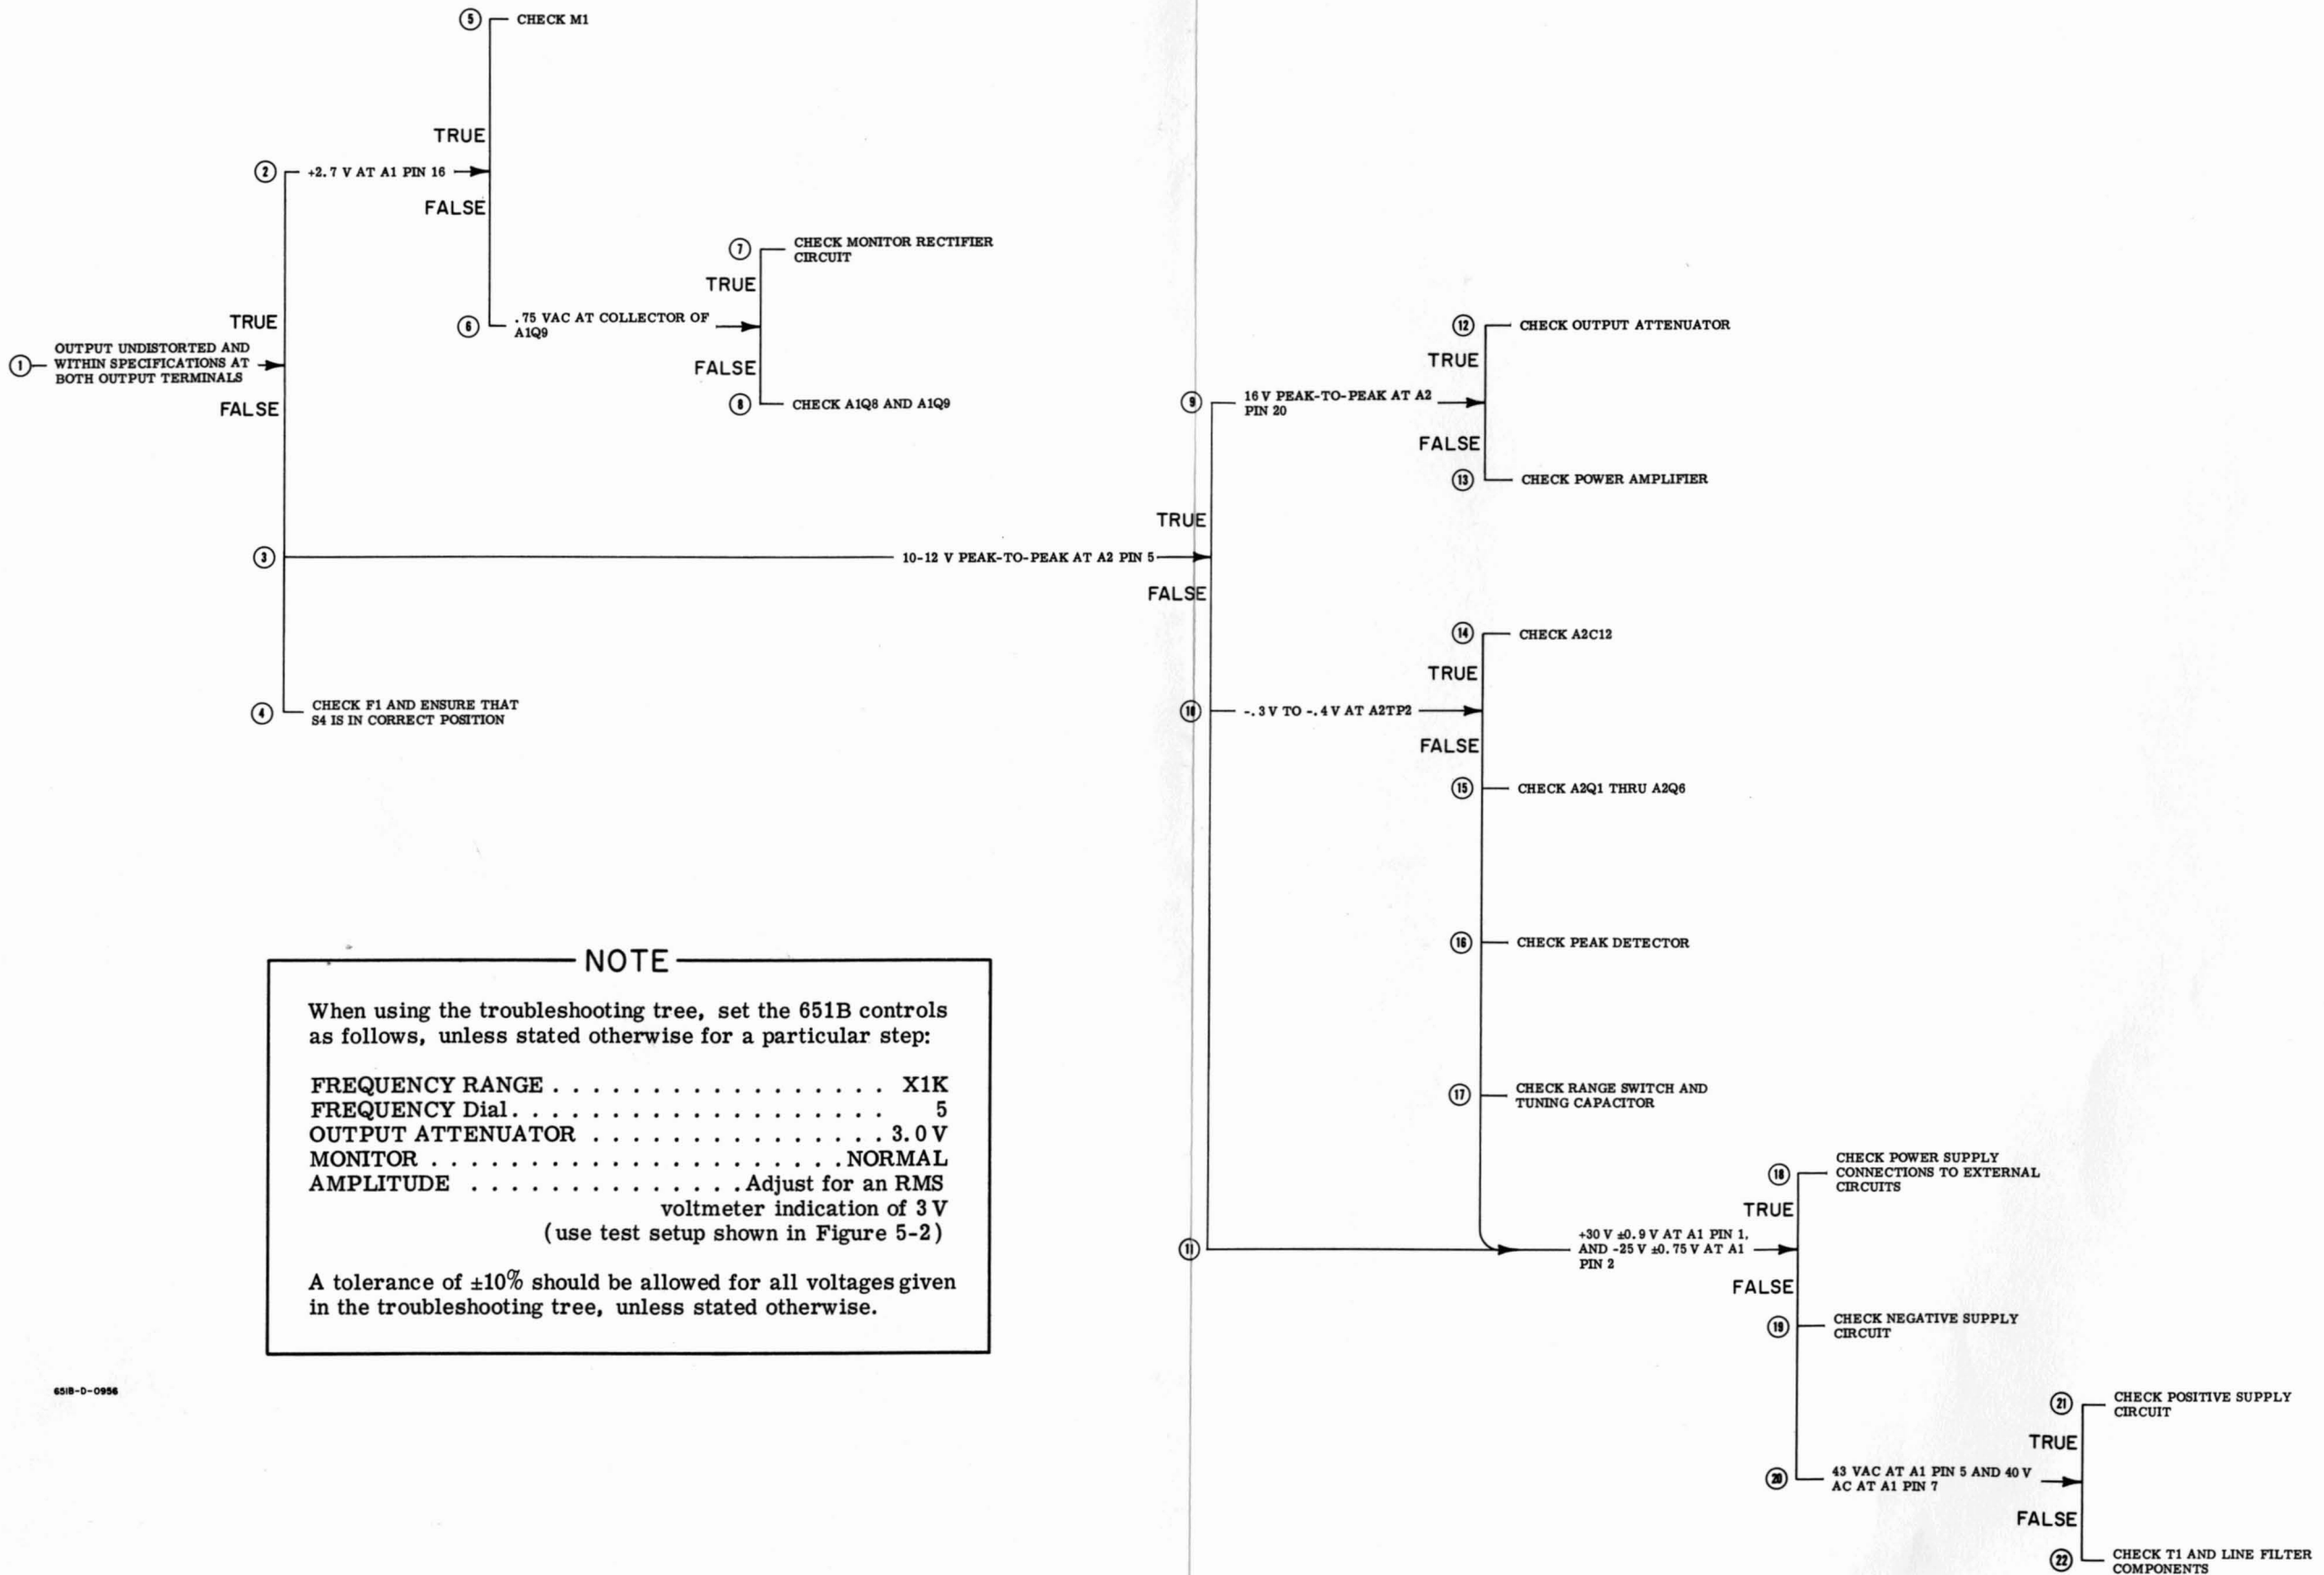 5 CHECK M1
TRUE
2 +2.7 V AT A1 PIN 16
FALSE
7 CHECK MONITOR RECTIFIER
CIRCUIT
TRUE
6 .75 VAC AT COLLECTOR OF
A1Q9
FALSE
8 CHECK A1Q8 AND A1Q9
TRUE
1 OUTPUT UNDISTORTED AND
WITHIN SPECIFICATIONS AT
BOTH OUTPUT TERMINALS
FALSE
3 10-12 V PEAK-TO-PEAK AT A2 PIN 5
4 CHECK F1 AND ENSURE THAT
S4 IS IN CORRECT POSITION
12 CHECK OUTPUT ATTENUATOR
TRUE
9 16 V PEAK-TO-PEAK AT A2
PIN 20
FALSE
13 CHECK POWER AMPLIFIER
TRUE
FALSE
14 CHECK A2C12
TRUE
10 -.3 V TO -.4 V AT A2TP2
FALSE
15 CHECK A2Q1 THRU A2Q6
16 CHECK PEAK DETECTOR
17 CHECK RANGE SWITCH AND
TUNING CAPACITOR
18 CHECK POWER SUPPLY
CONNECTIONS TO EXTERNAL
CIRCUITS
TRUE
11 +30 V ±0.9 V AT A1 PIN 1,
AND -25 V ±0.75 V AT A1
PIN 2
FALSE
19 CHECK NEGATIVE SUPPLY
CIRCUIT
21 CHECK POSITIVE SUPPLY
CIRCUIT
TRUE
20 43 VAC AT A1 PIN 5 AND 40 V
AC AT A1 PIN 7
FALSE
22 CHECK T1 AND LINE FILTER
COMPONENTS
NOTE
When using the troubleshooting tree, set the 651B controls
as follows, unless stated otherwise for a particular step:
FREQUENCY RANGE . . . . . . . . . . . . . . . . . X1K
FREQUENCY Dial. . . . . . . . . . . . . . . . . . . 5
OUTPUT ATTENUATOR . . . . . . . . . . . . . . . 3.0 V
MONITOR . . . . . . . . . . . . . . . . . . . . . NORMAL
AMPLITUDE . . . . . . . . . . . . . . Adjust for an RMS
voltmeter indication of 3 V
(use test setup shown in Figure 5-2)
A tolerance of ±10% should be allowed for all voltages given
in the troubleshooting tree, unless stated otherwise.
651B-D-0956